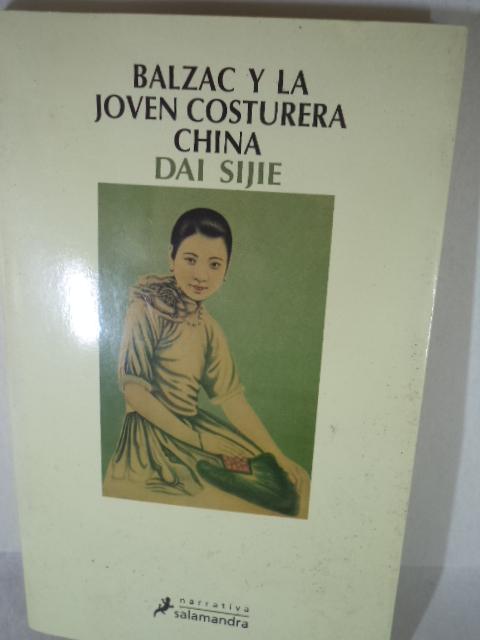 BALZAC Y LA
JOVEN COSTURERA
CHINA
DAI SIJIE
narrativa
salamandra